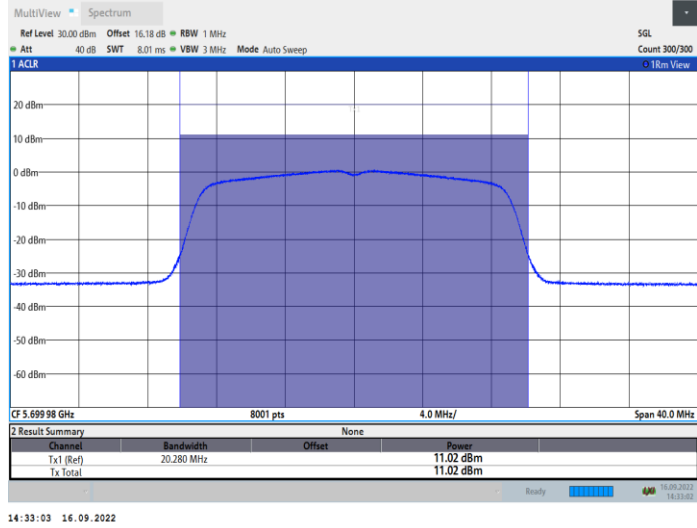 MultiView Spectrum
Ref Level 30.00 dBm Offset 16.18 dB RBW 1 MHz SGL
Att 40 dB SWT 8.01 ms VBW 3 MHz Mode Auto Sweep Count 300/300
1 ACLR 1Rm View
20 dBm
10 dBm
0 dBm
-10 dBm
-20 dBm
-30 dBm
-40 dBm
-50 dBm
-60 dBm
CF 5.699 98 GHz 8001 pts 4.0 MHz/ Span 40.0 MHz
2 Result Summary None
Channel Bandwidth Offset Power
Tx1 (Ref) 20.280 MHz 11.02 dBm
Tx Total 11.02 dBm
Ready 16.09.2022
14:33:02
14:33:03 16.09.2022